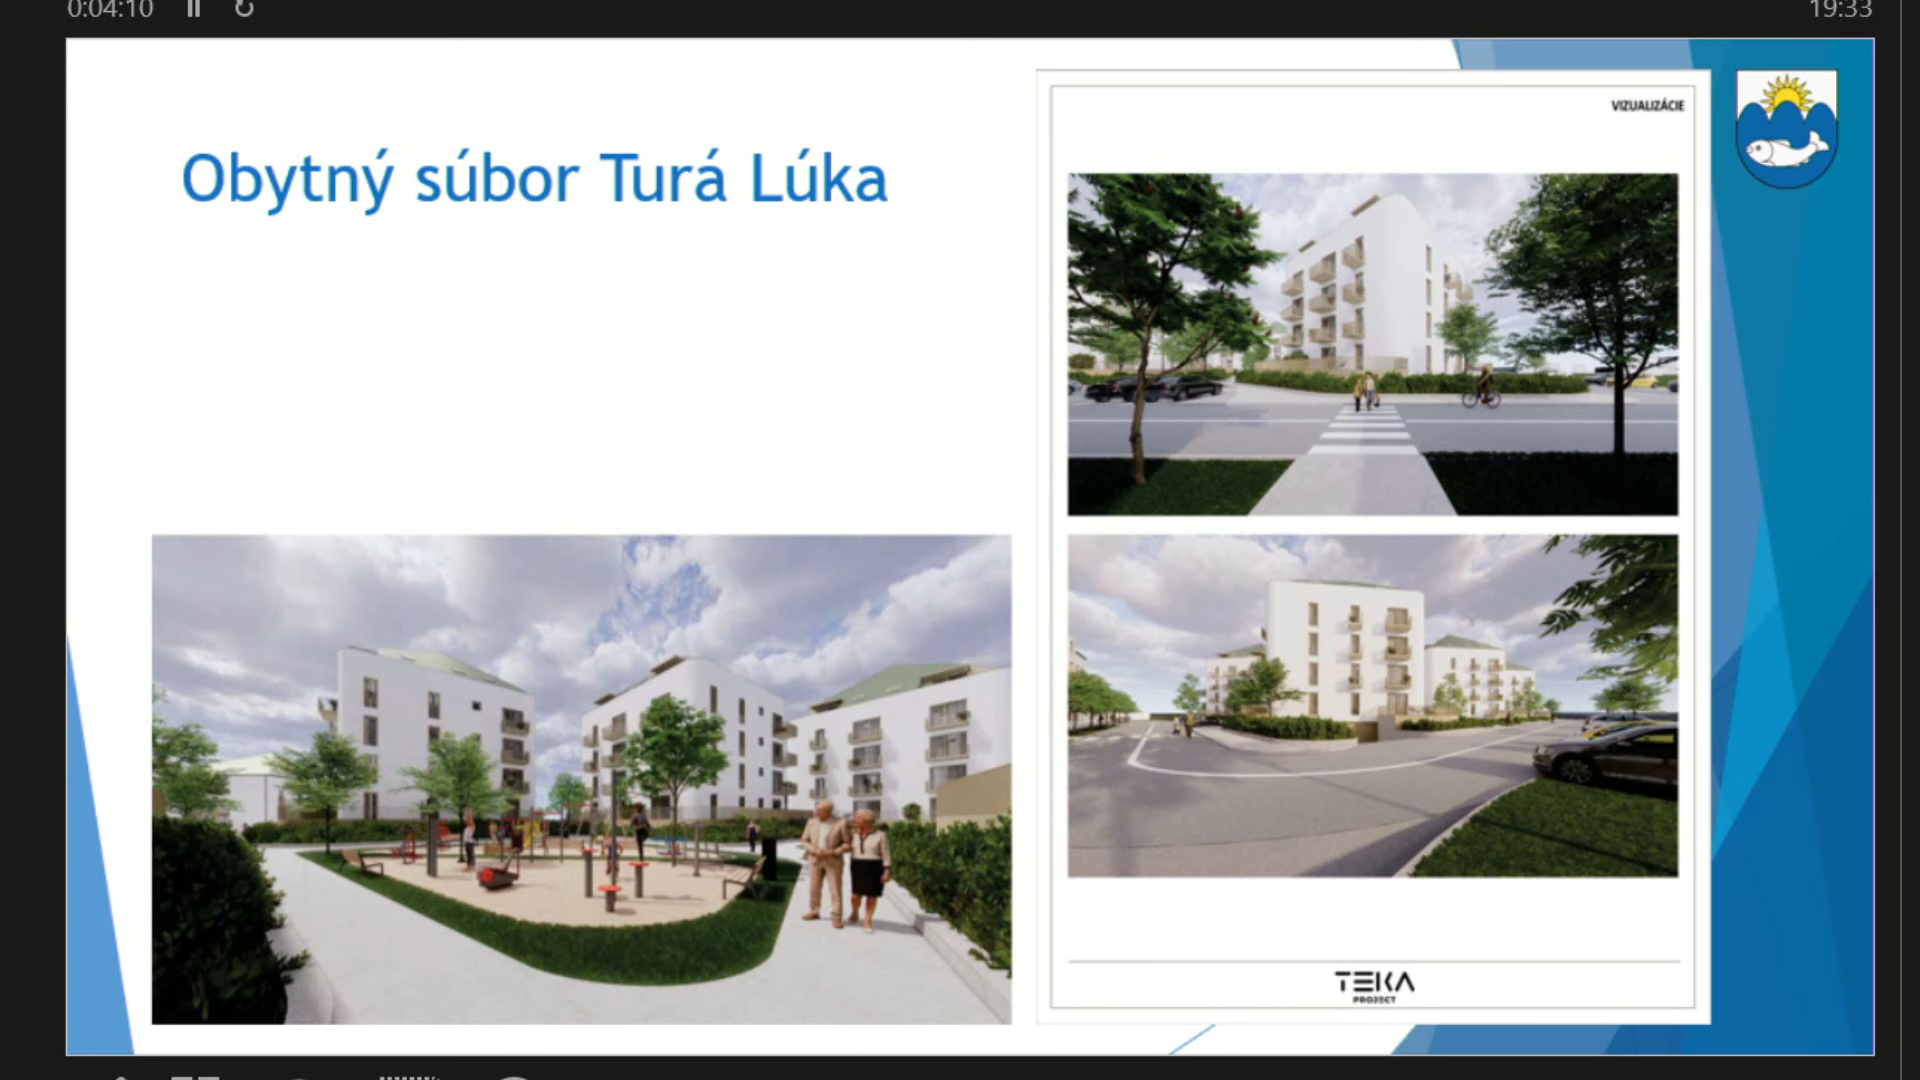 0:04:10
19:33
Obytný súbor Turá Lúka
VIZUALIZÁCIE
TEKA
PROJECT